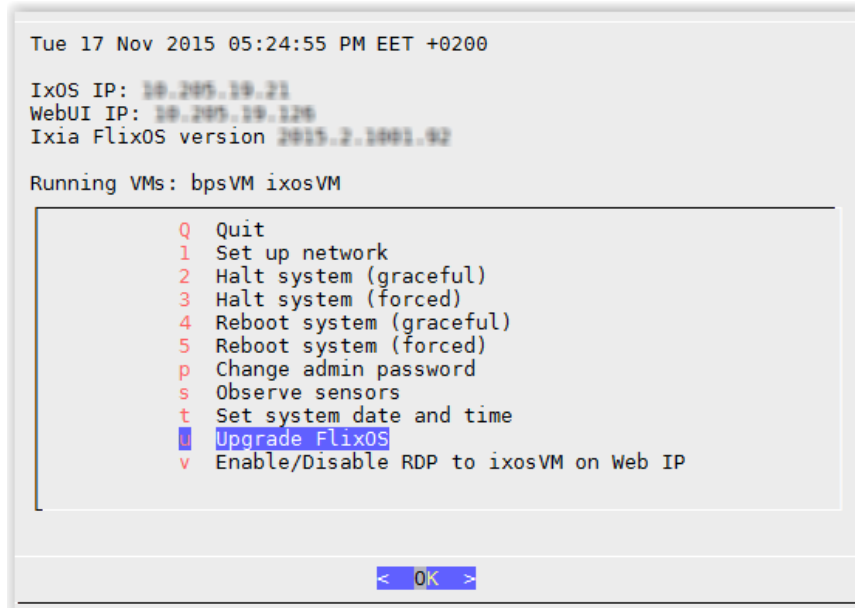 Tue 17 Nov 2015 05:24:55 PM EET +0200
IxOS IP:
WebUI IP:
Ixia FlixOS version
Running VMs: bpsVM ixosVM
Q Quit
1 Set up network
2 Halt system (graceful)
3 Halt system (forced)
4 Reboot system (graceful)
5 Reboot system (forced)
p Change admin password
s Observe sensors
t Set system date and time
u Upgrade FlixOS
v Enable/Disable RDP to ixosVM on Web IP
< OK >